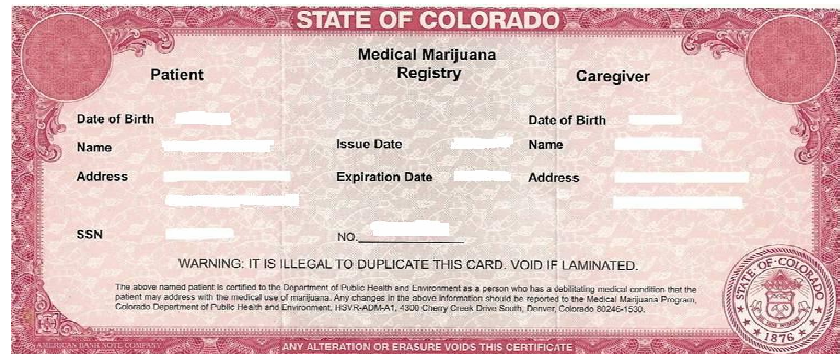 STATE OF COLORADO
Medical Marijuana
Registry
Patient
Caregiver
Date of Birth
Date of Birth
Name
Issue Date
Name
Address
Expiration Date
Address
SSN
NO.
WARNING: IT IS ILLEGAL TO DUPLICATE THIS CARD. VOID IF LAMINATED.
The above named patient is certified to the Department of Public Health and Environment as a person who has a debilitating medical condition that the
patient may address with the medical use of marijuana. Any changes in the above information should be reported to the Medical Marijuana Program,
Colorado Department of Public Health and Environment, HSVR-ADM-A1, 4300 Cherry Creek Drive South, Denver, Colorado 80246-1530.
STATE OF COLORADO
1876
AMERICAN BANK NOTE COMPANY
ANY ALTERATION OR ERASURE VOIDS THIS CERTIFICATE